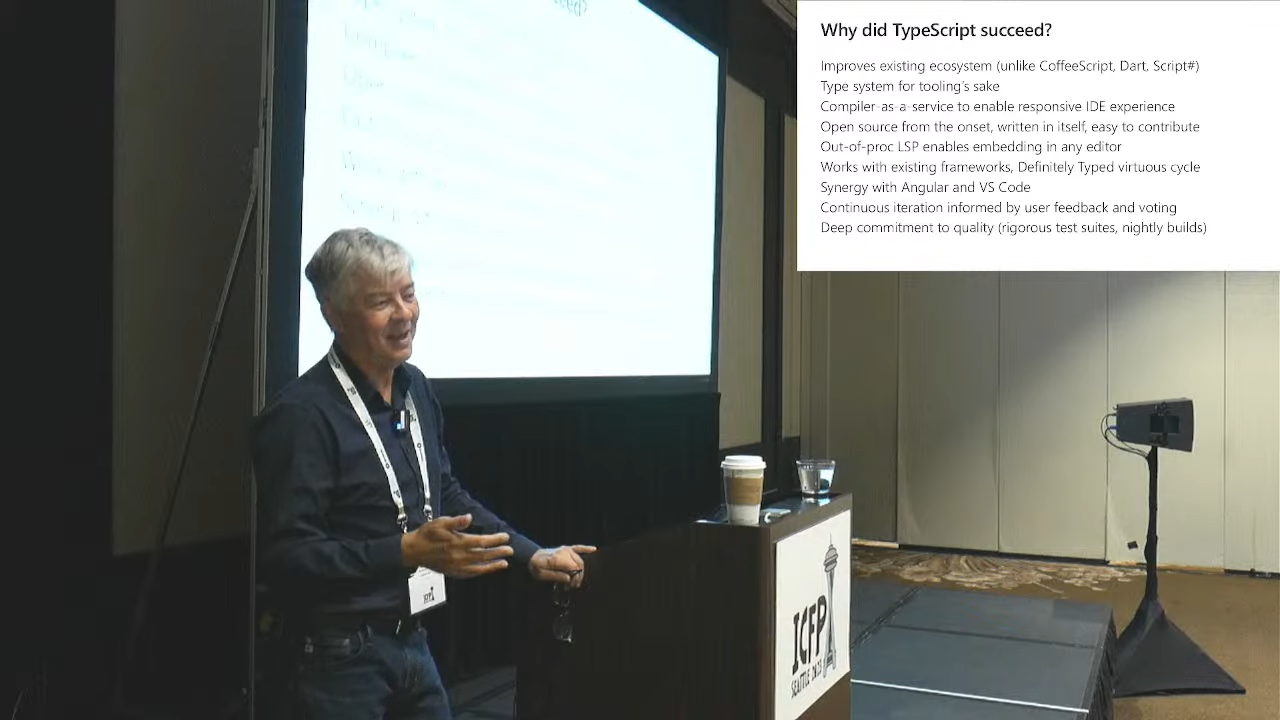 Why did TypeScript succeed?
Improves existing ecosystem (unlike CoffeeScript, Dart, Script#)
Type system for tooling's sake
Compiler-as-a-service to enable responsive IDE experience
Open source from the onset, written in itself, easy to contribute
Out-of-proc LSP enables embedding in any editor
Works with existing frameworks, Definitely Typed virtuous cycle
Synergy with Angular and VS Code
Continuous iteration informed by user feedback and voting
Deep commitment to quality (rigorous test suites, nightly builds)
ICFP
SEATTLE 2023